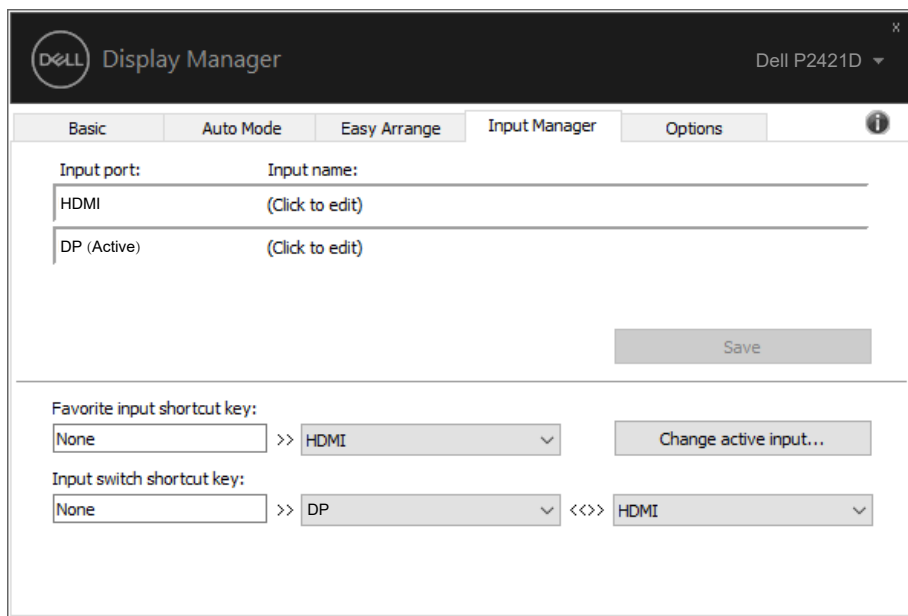 x
DELL Display Manager Dell P2421D
Basic Auto Mode Easy Arrange Input Manager Options i
Input port: Input name:
HDMI (Click to edit)
DP (Active) (Click to edit)
Save
Favorite input shortcut key:
None >> HDMI Change active input...
Input switch shortcut key:
None >> DP <<>> HDMI